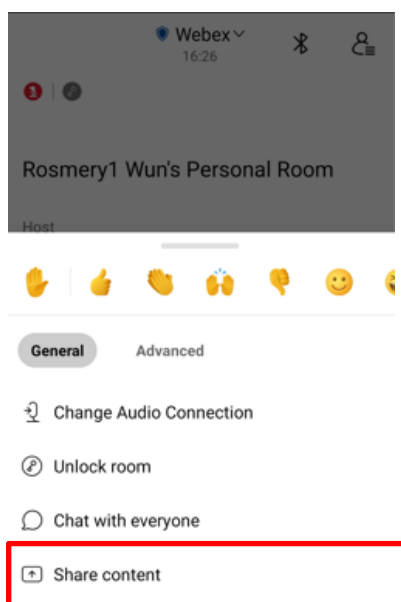 Webex
16:26
Rosmery1 Wun's Personal Room
Host
General
Advanced
Change Audio Connection
Unlock room
Chat with everyone
Share content